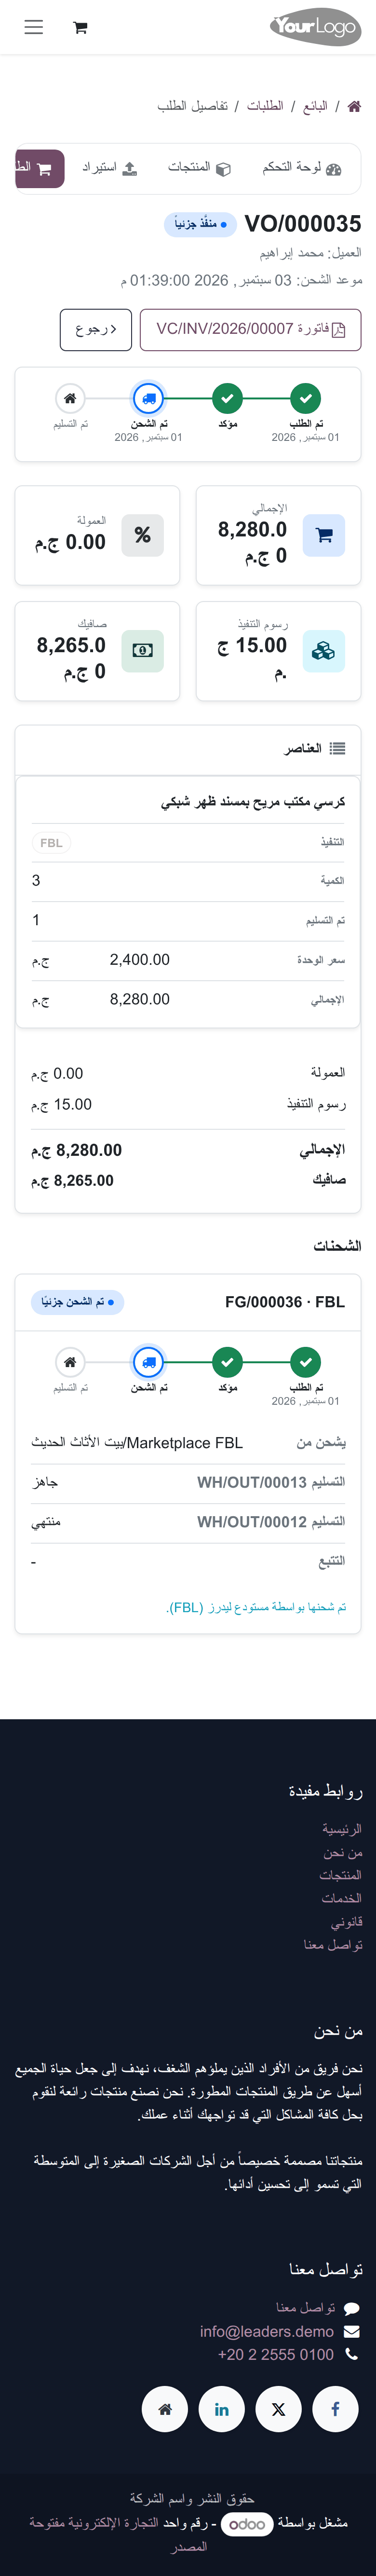 YourLogo
البائع / الطلبات / تفاصيل الطلب
لوحة التحكم المنتجات استيراد الطل
VO/000035 منفَّذ جزئياً
العميل: محمد إبراهيم
موعد الشحن: 03 سبتمبر, 2026 01:39:00 م
فاتورة VC/INV/2026/00007 رجوع
تم الطلب مؤكد تم الشحن تم التسليم
01 سبتمبر, 2026 01 سبتمبر, 2026
الإجمالي
8,280.0
0 ج.م
العمولة
0.00 ج.م
رسوم التنفيذ
15.00 ج
.م
صافيك
8,265.0
0 ج.م
العناصر
كرسي مكتب مريح بمسند ظهر شبكي
التنفيذ FBL
الكمية 3
تم التسليم 1
سعر الوحدة 2,400.00 ج.م
الإجمالي 8,280.00 ج.م
العمولة 0.00 ج.م
رسوم التنفيذ 15.00 ج.م
الإجمالي 8,280.00 ج.م
صافيك 8,265.00 ج.م
الشحنات
FG/000036 · FBL تم الشحن جزئيًا
تم الطلب مؤكد تم الشحن تم التسليم
01 سبتمبر, 2026
يشحن من Marketplace FBL/بيت الأثاث الحديث
التسليم WH/OUT/00013 جاهز
التسليم WH/OUT/00012 منتهي
التتبع -
تم شحنها بواسطة مستودع ليدرز (FBL).
روابط مفيدة
الرئيسية
من نحن
المنتجات
الخدمات
قانوني
تواصل معنا
من نحن
نحن فريق من الأفراد الذين يملؤهم الشغف، نهدف إلى جعل حياة الجميع
أسهل عن طريق المنتجات المطورة. نحن نصنع منتجات رائعة لنقوم
بحل كافة المشاكل التي قد تواجهك أثناء عملك.
منتجاتنا مصممة خصيصاً من أجل الشركات الصغيرة إلى المتوسطة
التي تسمو إلى تحسين أدائها.
تواصل معنا
تواصل معنا
info@leaders.demo
+20 2 2555 0100
حقوق النشر واسم الشركة
مشغل بواسطة odoo - رقم واحد التجارة الإلكترونية مفتوحة
المصدر